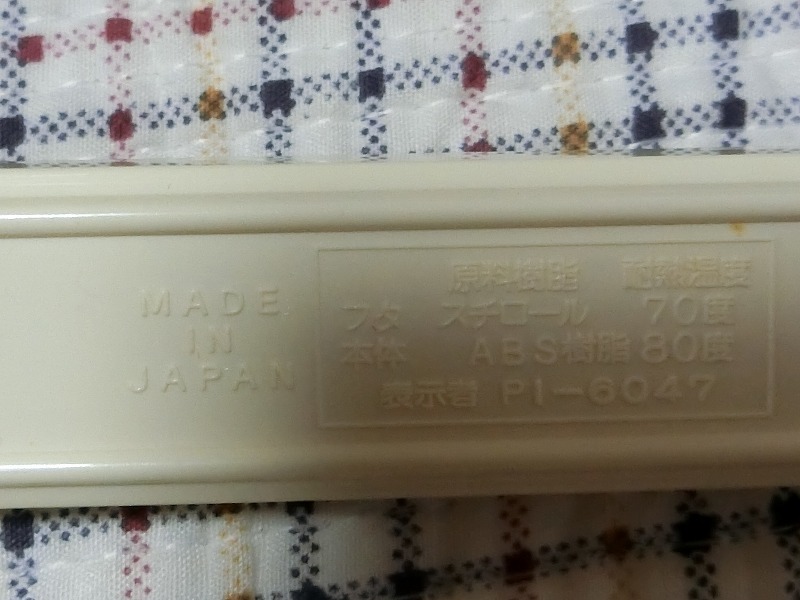 MADE
IN
JAPAN
原料樹脂 耐熱温度
フタ スチロール 70度
本体 ABS樹脂 80度
表示者 PI-6047